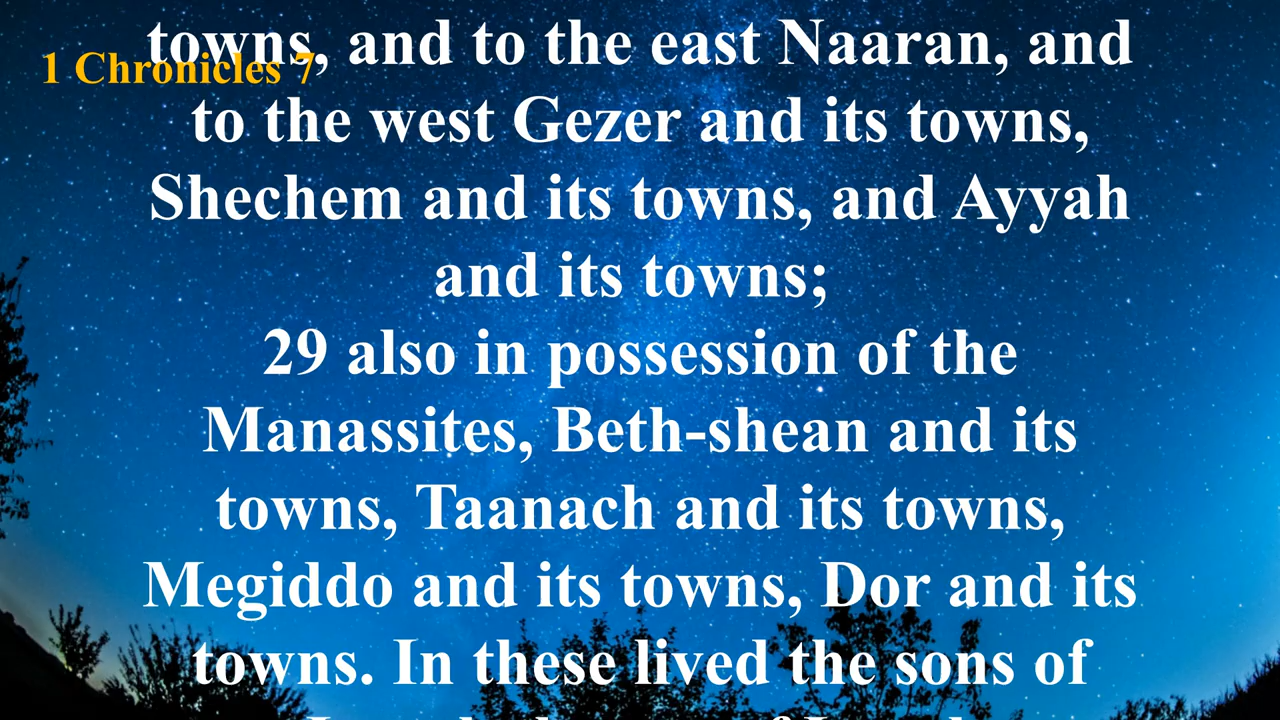 1 Chronicles 7
towns, and to the east Naaran, and
to the west Gezer and its towns,
Shechem and its towns, and Ayyah
and its towns;
29 also in possession of the
Manassites, Beth-shean and its
towns, Taanach and its towns,
Megiddo and its towns, Dor and its
towns. In these lived the sons of